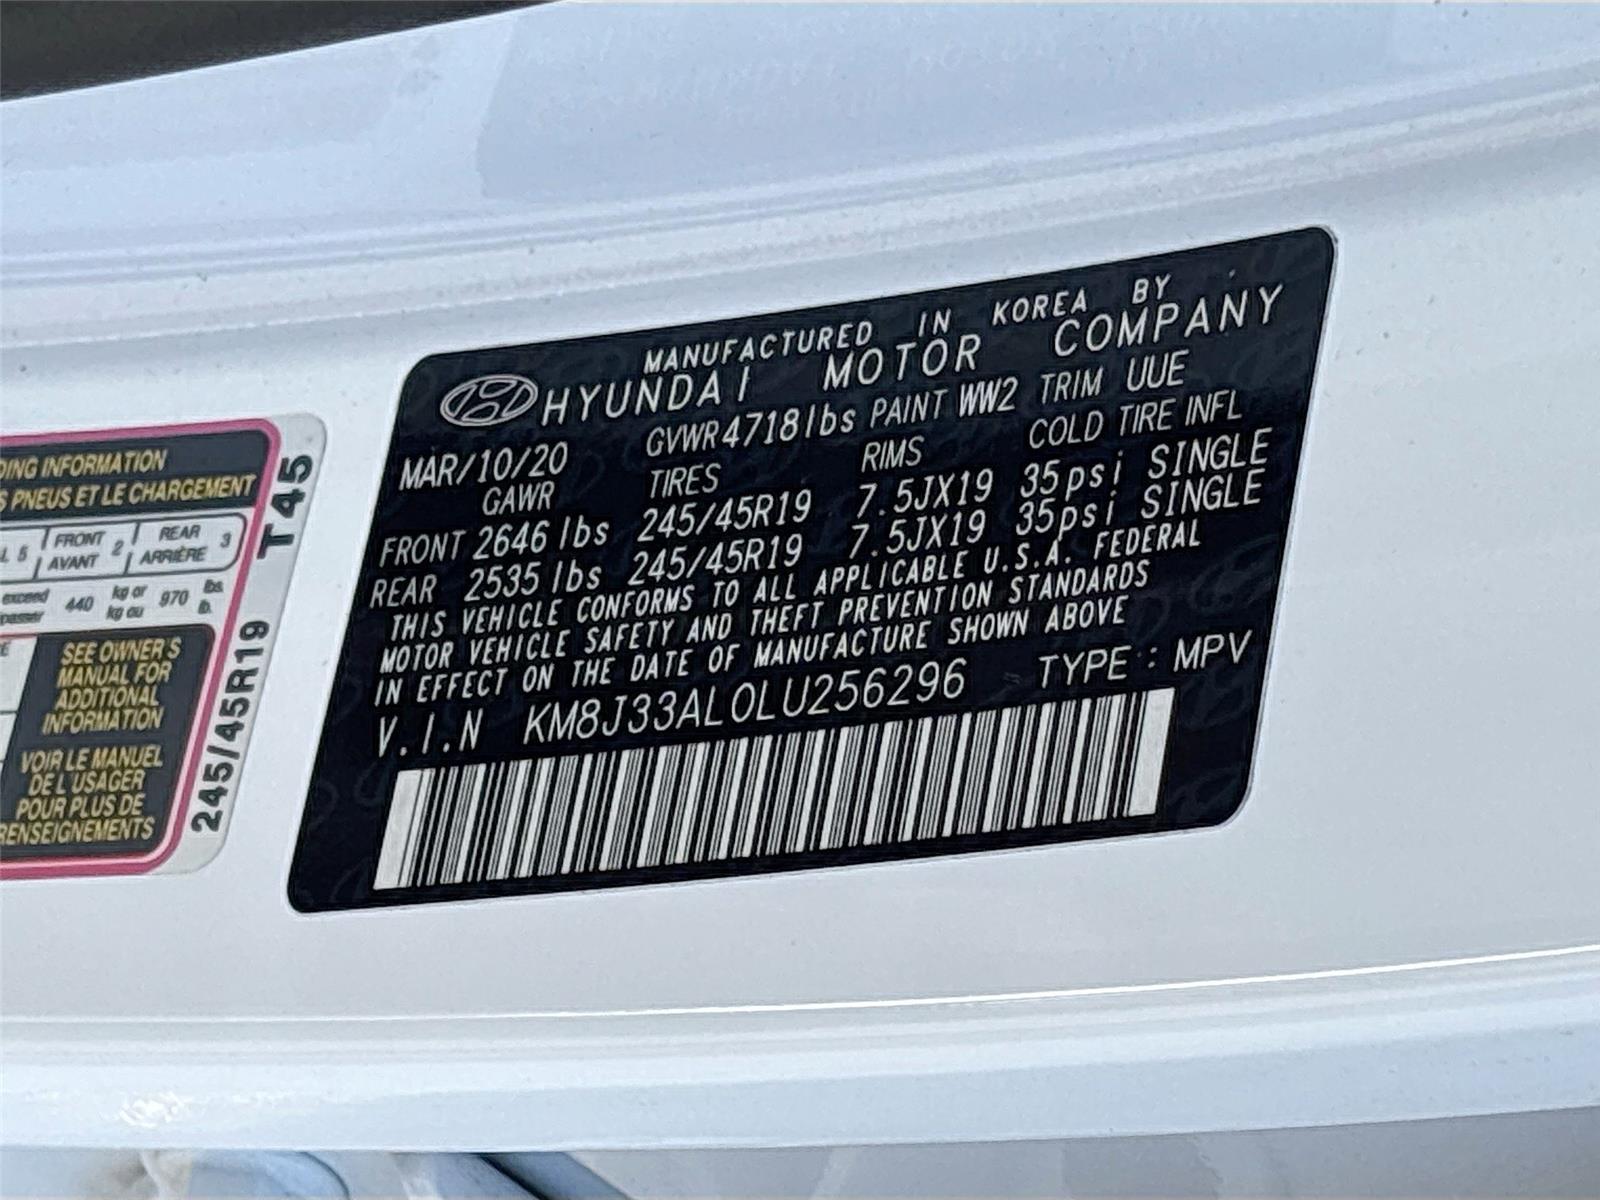 MANUFACTURED IN KOREA BY
HYUNDAI MOTOR COMPANY
MAR/10/20 GVWR 4718lbs PAINT WW2 TRIM UUE
GAWR TIRES RIMS COLD TIRE INFL
FRONT 2646 lbs 245/45R19 7.5JX19 35psi SINGLE
REAR 2535 lbs 245/45R19 7.5JX19 35psi SINGLE
THIS VEHICLE CONFORMS TO ALL APPLICABLE U.S.A. FEDERAL
MOTOR VEHICLE SAFETY AND THEFT PREVENTION STANDARDS
IN EFFECT ON THE DATE OF MANUFACTURE SHOWN ABOVE
V.I.N KM8J33AL0LU256296 TYPE : MPV
INFORMATION
PNEUS ET LE CHARGEMENT
5 FRONT AVANT 2 REAR ARRIÈRE 3
exceed 440 kg or kg ou 970 lbs. lb.
SEE OWNER'S
MANUAL FOR
ADDITIONAL
INFORMATION
VOIR LE MANUEL
DE L'USAGER
POUR PLUS DE
RENSEIGNEMENTS
245/45R19 T45